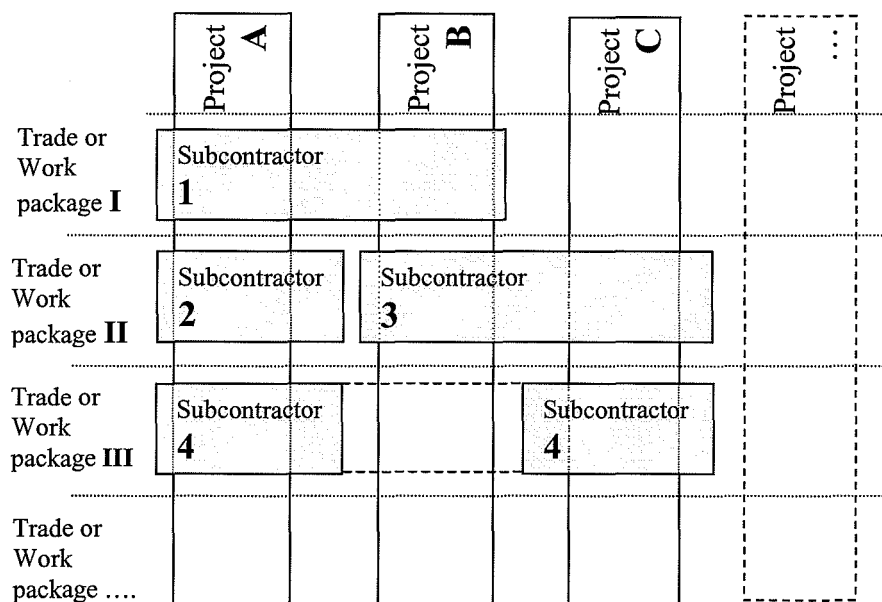 Project A
Project B
Project C
Project ...
Trade or
Work
package I
Subcontractor
1
Trade or
Work
package II
Subcontractor
2
Subcontractor
3
Trade or
Work
package III
Subcontractor
4
Subcontractor
4
Trade or
Work
package ....